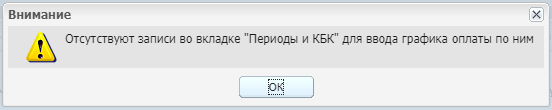 Внимание
Отсутствуют записи во вкладке "Периоды и КБК" для ввода графика оплаты по ним
ОК